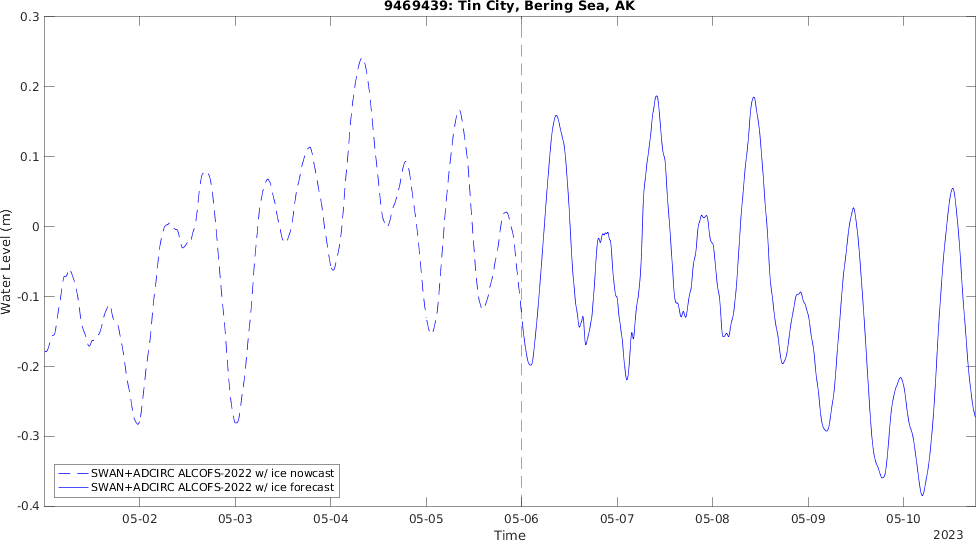 9469439: Tin City, Bering Sea, AK
0.3
0.2
0.1
0
-0.1
-0.2
-0.3
-0.4
Water Level (m)
SWAN+ADCIRC ALCOFS-2022 w/ ice nowcast
SWAN+ADCIRC ALCOFS-2022 w/ ice forecast
05-02 05-03 05-04 05-05 05-06 05-07 05-08 05-09 05-10
Time
2023